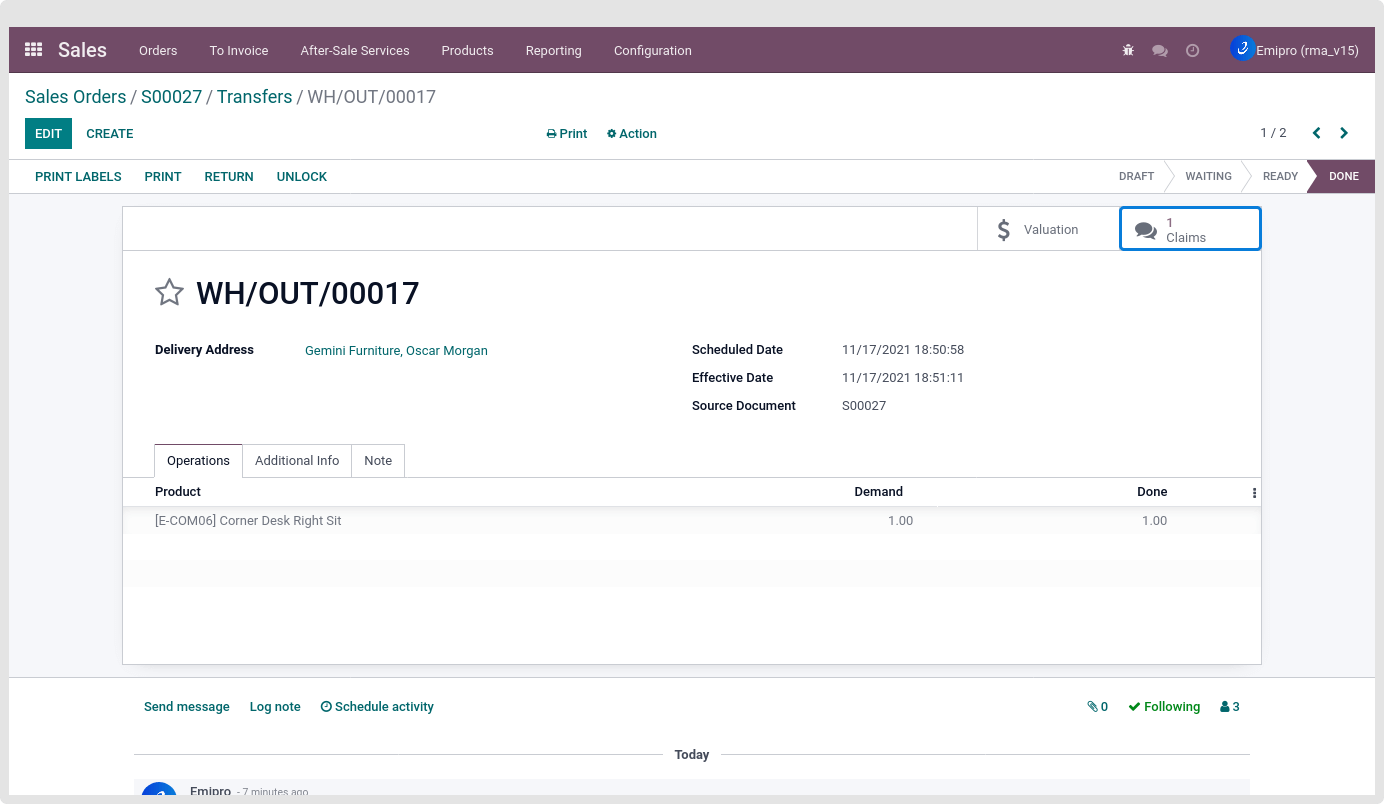 Sales Orders To Invoice After-Sale Services Products Reporting Configuration Emipro (rma_v15)
Sales Orders / S00027 / Transfers / WH/OUT/00017
EDIT CREATE Print Action 1 / 2
PRINT LABELS PRINT RETURN UNLOCK DRAFT WAITING READY DONE
Valuation 1 Claims
WH/OUT/00017
Delivery Address Gemini Furniture, Oscar Morgan Scheduled Date 11/17/2021 18:50:58
Effective Date 11/17/2021 18:51:11
Source Document S00027
Operations Additional Info Note
Product Demand Done
[E-COM06] Corner Desk Right Sit 1.00 1.00
Send message Log note Schedule activity 0 Following 3
Today
Emipro - 7 minutes ago